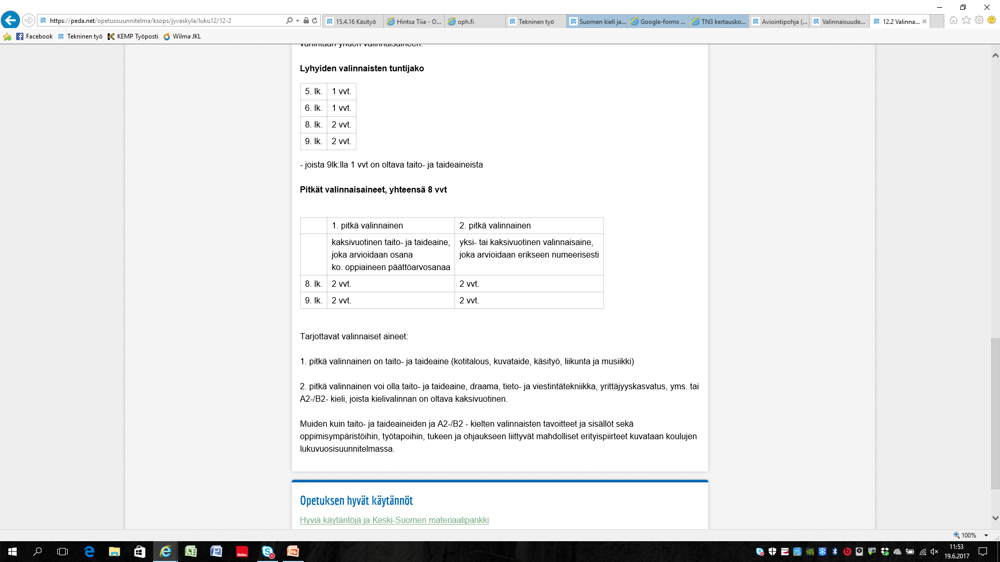 https://peda.net/opetussuunnitelma/ksops/jyvaskyla/luku12/12-2
15.4.16 Käsityö
Hintsa Tiia - O...
oph.fi
Tekninen työ
Suomen kieli ja...
Google-forms ...
TN3 kertausko...
Aviointipohja (...
Valinnaisuude...
12.2 Valinna...
Facebook
Tekninen työ
KEMP Työposti
Wilma JKL
vähintään yhden valinnaisaineen.
Lyhyiden valinnaisten tuntijako
5. lk. 1 vvt.
6. lk. 1 vvt.
8. lk. 2 vvt.
9. lk. 2 vvt.
- joista 9lk:lla 1 vvt on oltava taito- ja taideaineista
Pitkät valinnaisaineet, yhteensä 8 vvt
1. pitkä valinnainen 2. pitkä valinnainen
kaksivuotinen taito- ja taideaine,
joka arvioidaan osana
ko. oppiaineen päättöarvosanaa
yksi- tai kaksivuotinen valinnaisaine,
joka arvioidaan erikseen numeerisesti
8. lk. 2 vvt. 2 vvt.
9. lk. 2 vvt. 2 vvt.
Tarjottavat valinnaiset aineet:
1. pitkä valinnainen on taito- ja taideaine (kotitalous, kuvataide, käsityö, liikunta ja musiikki)
2. pitkä valinnainen voi olla taito- ja taideaine, draama, tieto- ja viestintätekniikka, yrittäjyyskasvatus, yms. tai
A2-/B2- kieli, joista kielivalinnan on oltava kaksivuotinen.
Muiden kuin taito- ja taideaineiden ja A2-/B2 - kielten valinnaisten tavoitteet ja sisällöt sekä
oppimisympäristöihin, työtapoihin, tukeen ja ohjaukseen liittyvät mahdolliset erityispiirteet kuvataan koulujen
lukuvuosisuunnitelmassa.
Opetuksen hyvät käytännöt
Hyviä käytäntöjä ja Keski-Suomen materiaalipankki
100%
ifolor.
11:53
19.6.2017